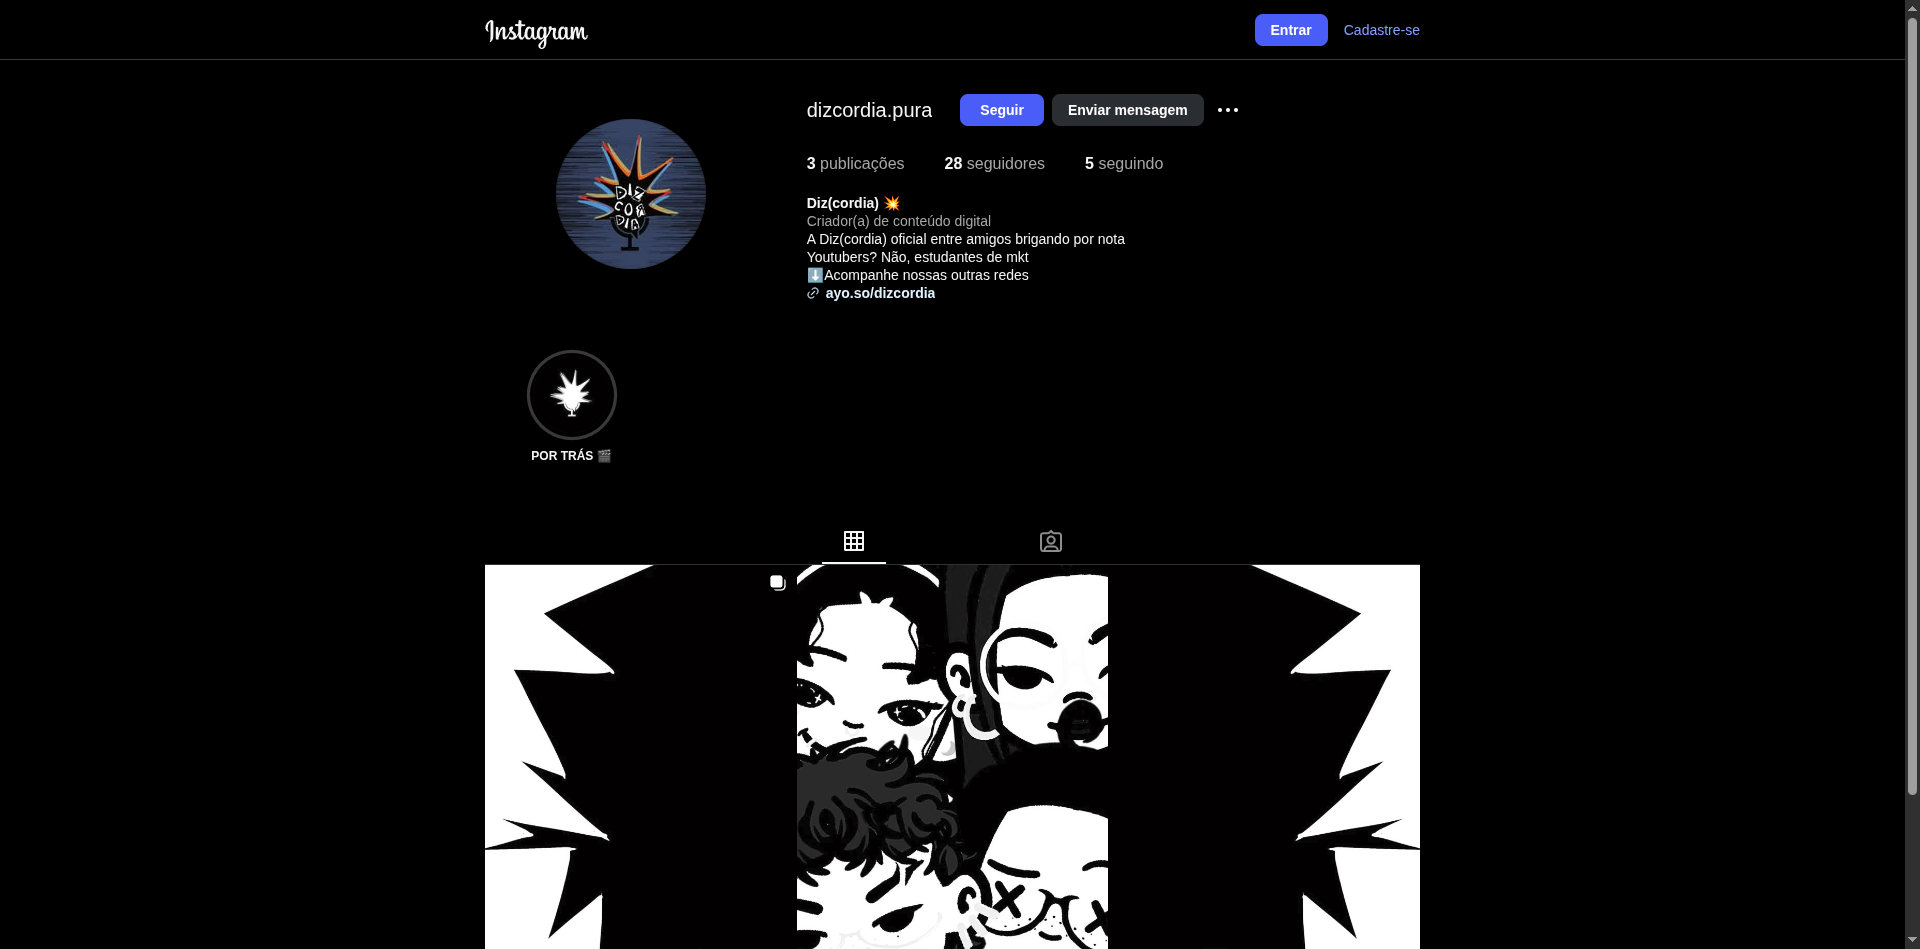 Instagram
Entrar
Cadastre-se
dizcordia.pura
Seguir
Enviar mensagem
3 publicações
28 seguidores
5 seguindo
DIZ
COR
DIA
Diz(cordia) 💥
Criador(a) de conteúdo digital
A Diz(cordia) oficial entre amigos brigando por nota
Youtubers? Não, estudantes de mkt
⬇️Acompanhe nossas outras redes
ayo.so/dizcordia
POR TRÁS 🎬